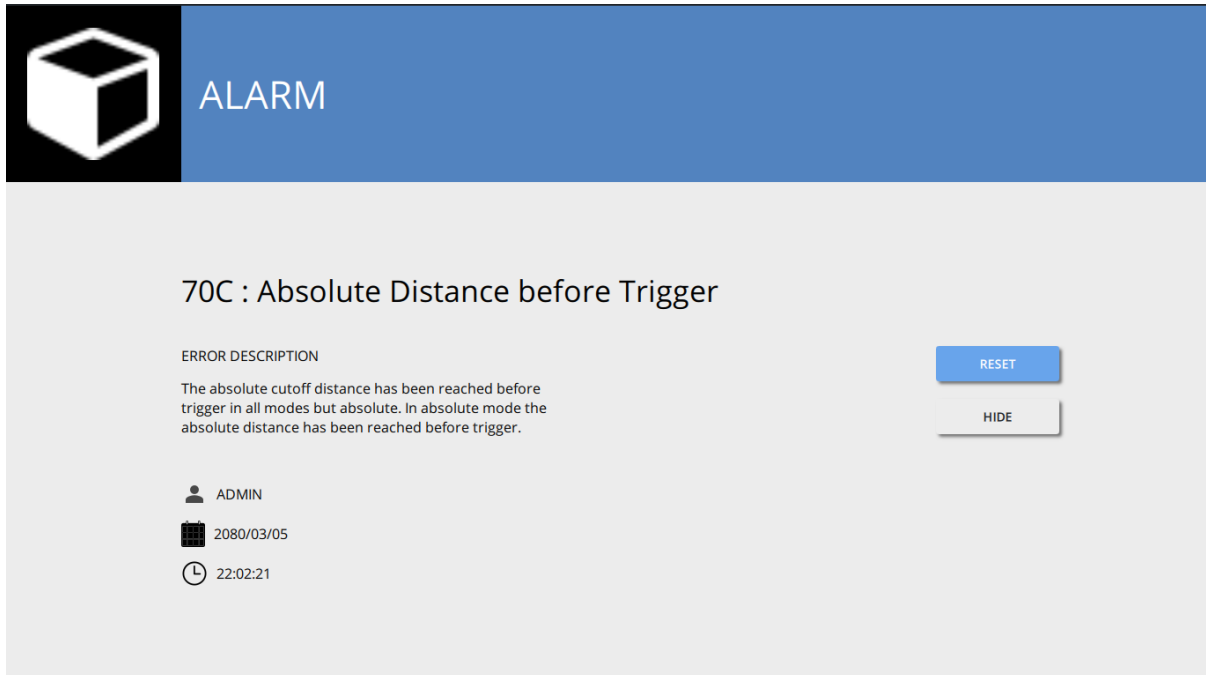 ALARM
70C : Absolute Distance before Trigger
ERROR DESCRIPTION
RESET
The absolute cutoff distance has been reached before
trigger in all modes but absolute. In absolute mode the
absolute distance has been reached before trigger.
HIDE
ADMIN
2080/03/05
22:02:21